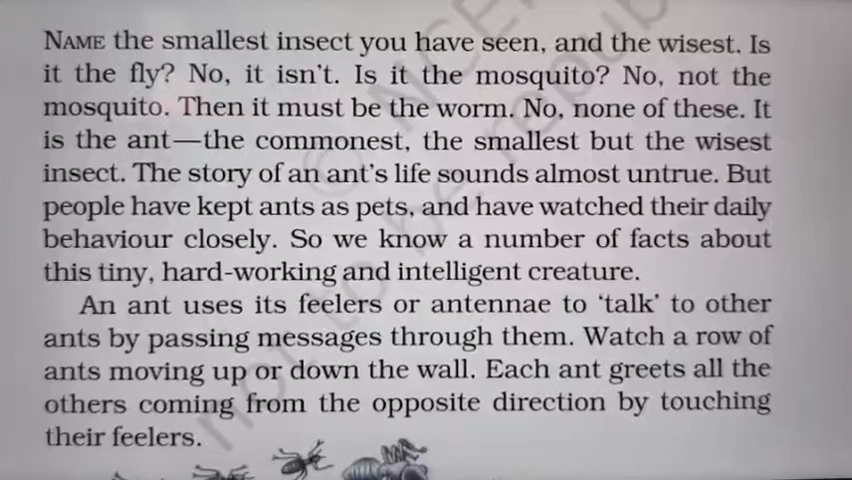 NAME the smallest insect you have seen, and the wisest. Is
it the fly? No, it isn't. Is it the mosquito? No, not the
mosquito. Then it must be the worm. No, none of these. It
is the ant—the commonest, the smallest but the wisest
insect. The story of an ant's life sounds almost untrue. But
people have kept ants as pets, and have watched their daily
behaviour closely. So we know a number of facts about
this tiny, hard-working and intelligent creature.
An ant uses its feelers or antennae to ‘talk’ to other
ants by passing messages through them. Watch a row of
ants moving up or down the wall. Each ant greets all the
others coming from the opposite direction by touching
their feelers.
© NCE
not to be republ